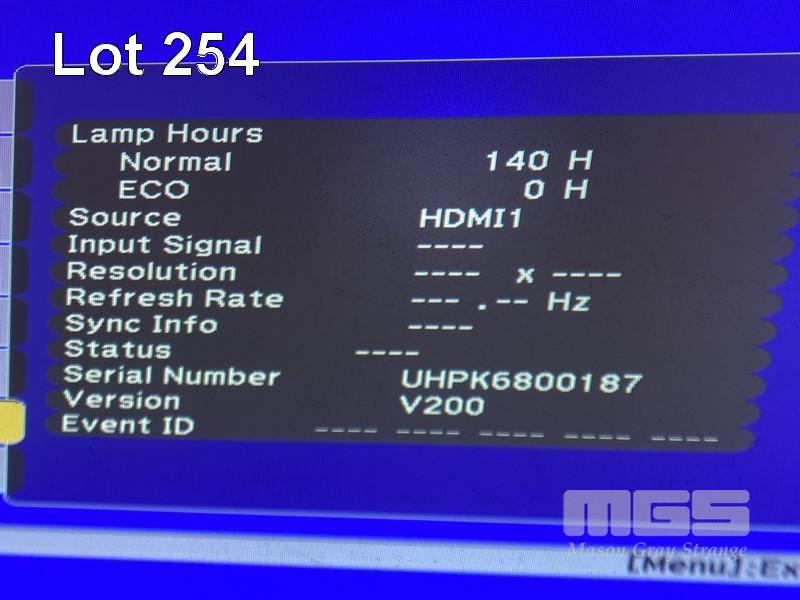 Lot 254
Lamp Hours
Normal 140 H
ECO 0 H
Source HDMI1
Input Signal ----
Resolution ---- x ----
Refresh Rate --- .-- Hz
Sync Info ----
Status ----
Serial Number UHPK6800187
Version V200
Event ID ---- ---- ---- ---- ----
MGS
Mason Gray Strange
[Menu]:Ex